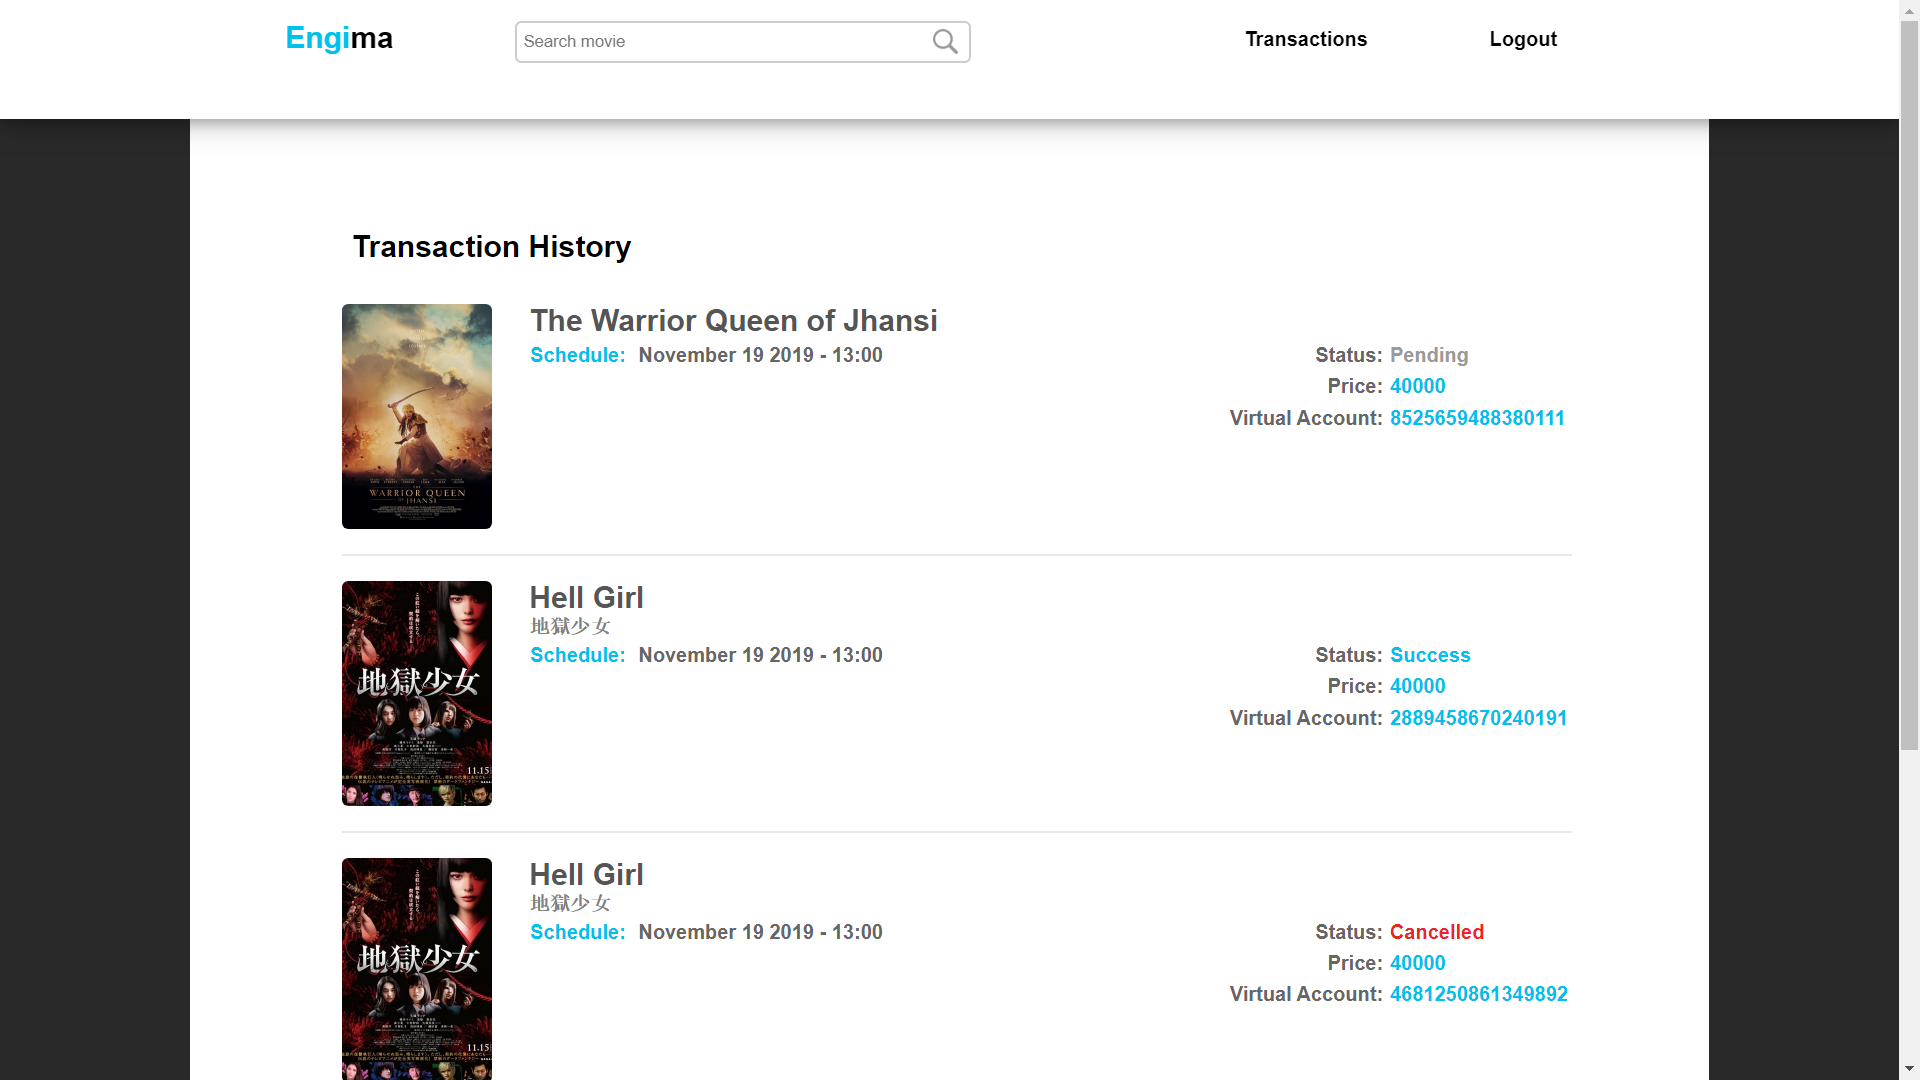 Engima
Search movie
Transactions
Logout
Transaction History
The Warrior Queen of Jhansi
Schedule: November 19 2019 - 13:00
Status: Pending
Price: 40000
Virtual Account: 8525659488380111
THE
WARRIOR QUEEN
OF JHANSI
Hell Girl
地獄少女
Schedule: November 19 2019 - 13:00
Status: Success
Price: 40000
Virtual Account: 2889458670240191
地獄少女
11.15
Hell Girl
地獄少女
Schedule: November 19 2019 - 13:00
Status: Cancelled
Price: 40000
Virtual Account: 4681250861349892
地獄少女
11.15